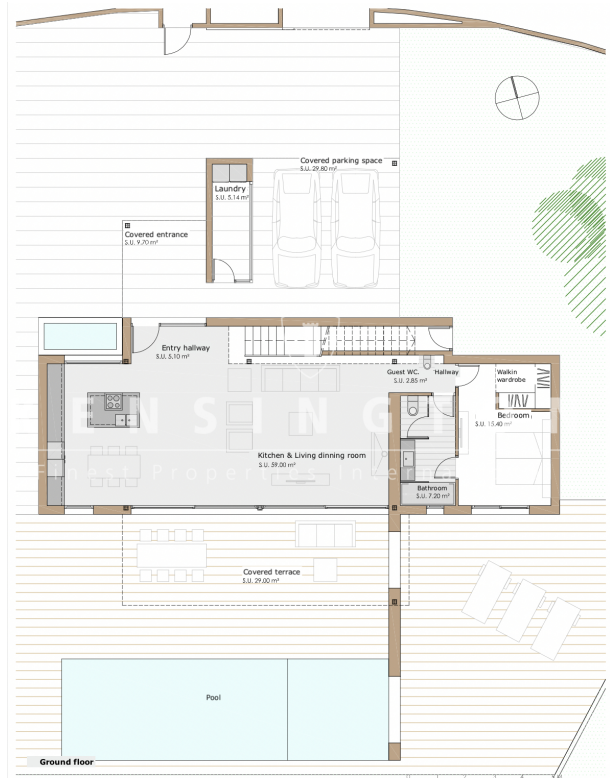 Covered parking space
S.U. 29.80 m²
Laundry
S.U. 5.14 m²
Covered entrance
S.U. 9.70 m²
Entry hallway
S.U. 5.10 m²
Guest WC.
S.U. 2.85 m²
Hallway
Walkin
wardrobe
Bedroom
S.U. 15.40 m²
Kitchen & Living dinning room
S.U. 59.00 m²
Bathroom
S.U. 7.20 m²
Finest Properties
Covered terrace
S.U. 29.00 m²
Pool
Ground floor